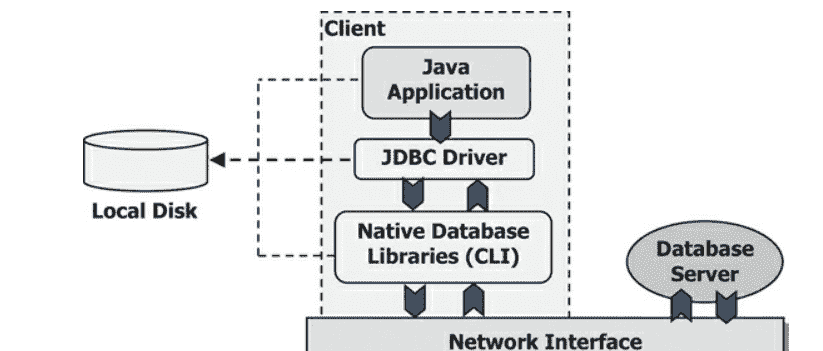 Client
Java
Application
JDBC Driver
Local Disk
Native Database
Libraries (CLI)
Database
Server
Network Interface